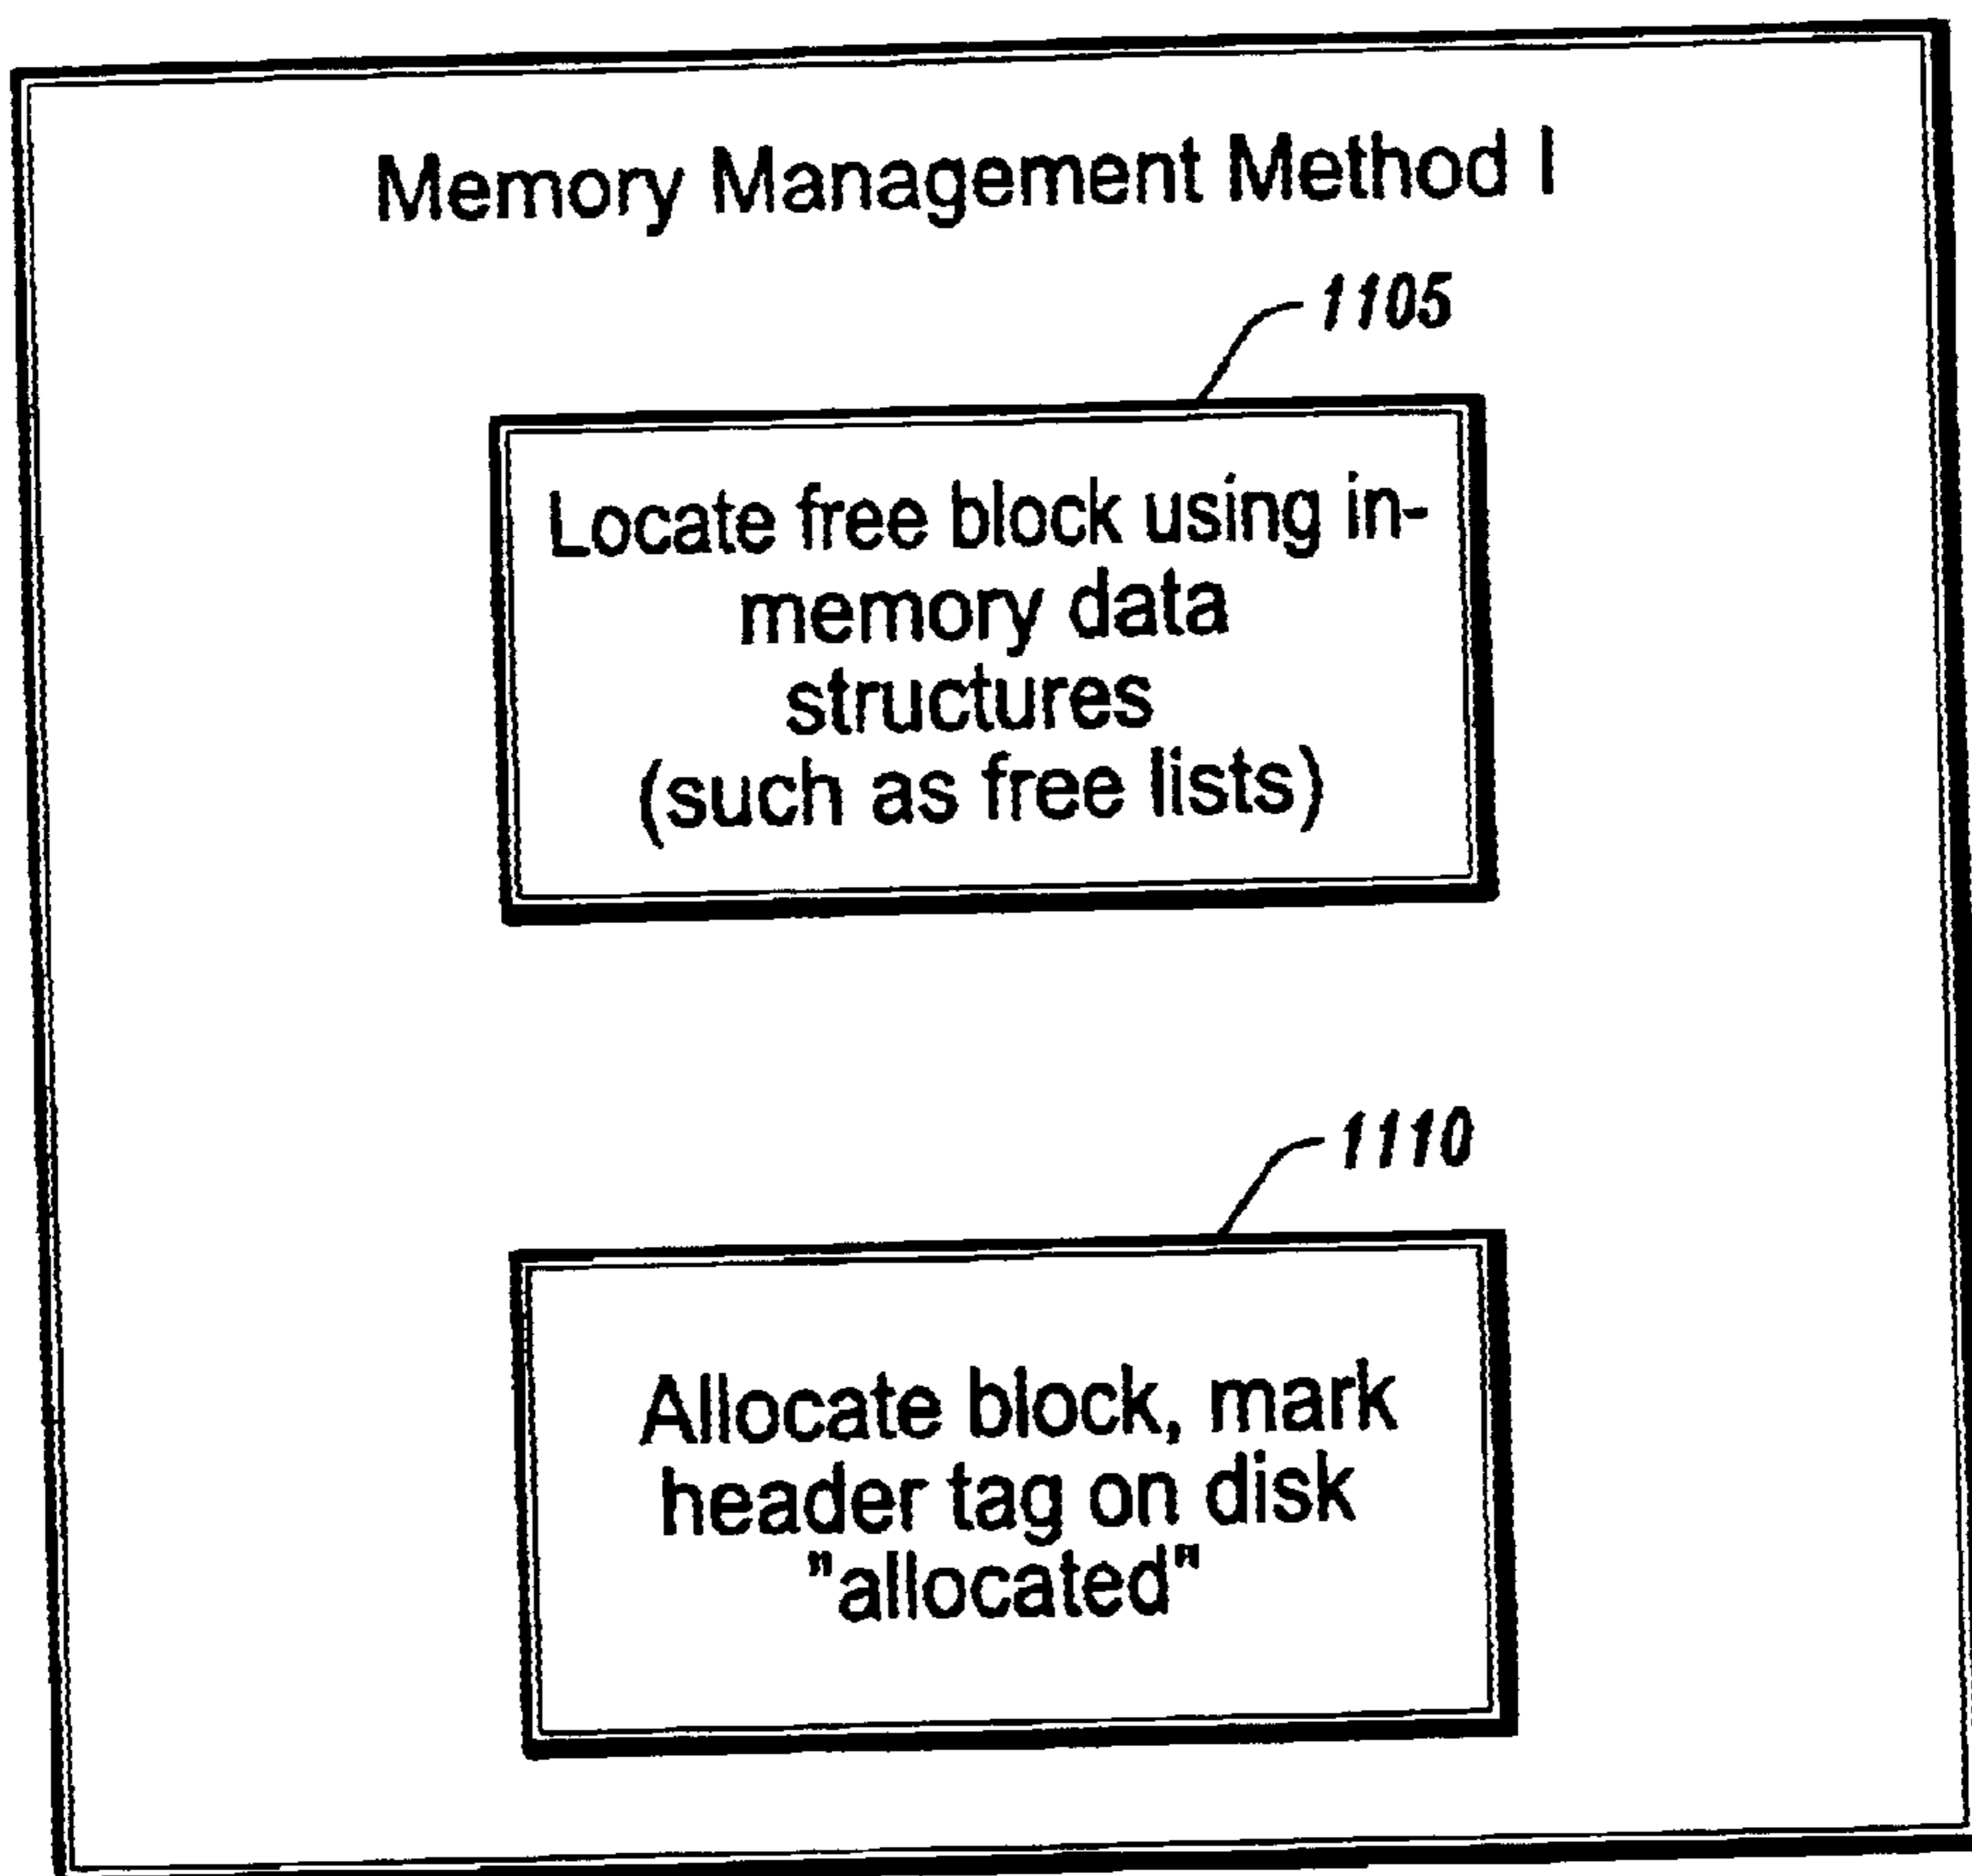 Memory Management Method I
1105
Locate free block using in-
memory data
structures
(such as free lists)
1110
Allocate block, mark
header tag on disk
"allocated"